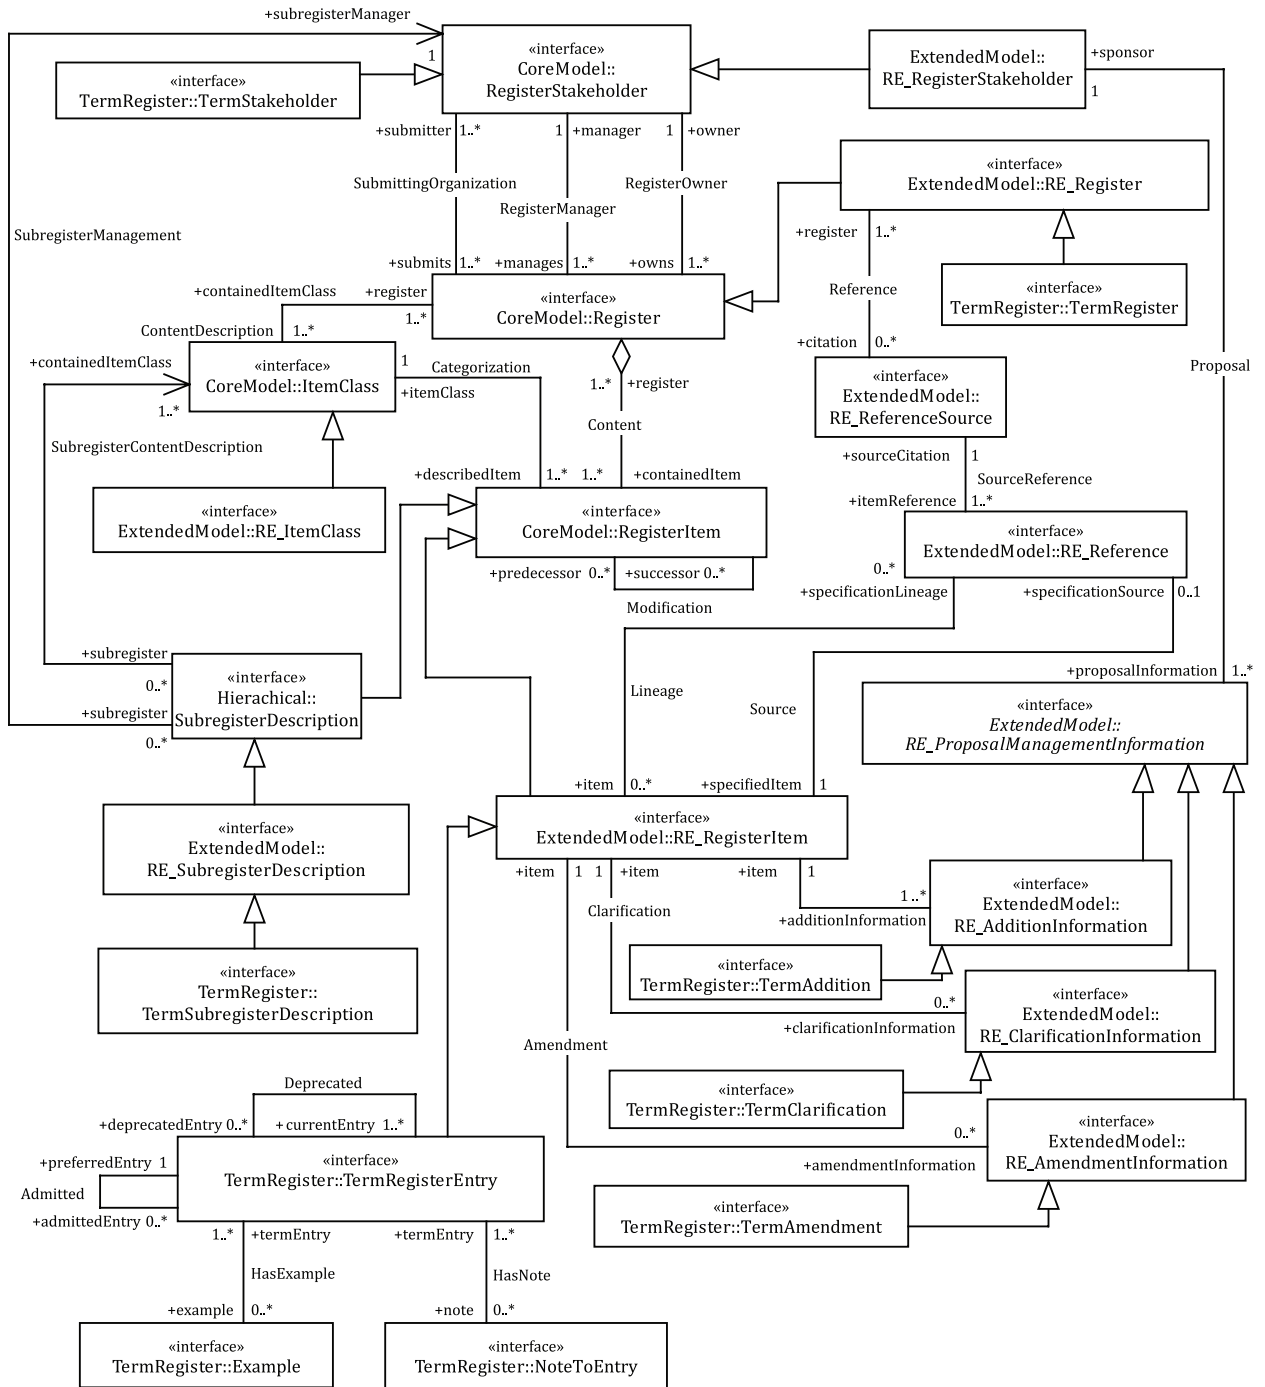 +subregisterManager
1
«interface»
CoreModel::
RegisterStakeholder
ExtendedModel::
RE_RegisterStakeholder
+sponsor
1
«interface»
TermRegister::TermStakeholder
+submitter 1..*
1 +manager
1 +owner
SubmittingOrganization
RegisterManager
RegisterOwner
«interface»
ExtendedModel::RE_Register
SubregisterManagement
+submits 1..*
+manages 1..*
+owns 1..*
+register 1..*
«interface»
TermRegister::TermRegister
+containedItemClass
+register
1..*
«interface»
CoreModel::Register
Reference
ContentDescription 1..*
+citation 0..*
+containedItemClass
1..*
«interface»
CoreModel::ItemClass
1
+itemClass
Categorization
1..* +register
«interface»
ExtendedModel::
RE_ReferenceSource
Proposal
SubregisterContentDescription
Content
+sourceCitation 1
SourceReference
+describedItem 1..*
1..* +containedItem
+itemReference 1..*
«interface»
ExtendedModel::RE_ItemClass
«interface»
CoreModel::RegisterItem
«interface»
ExtendedModel::RE_Reference
+predecessor 0..*
+successor 0..*
Modification
0..*
+specificationLineage
+specificationSource 0..1
+subregister
0..*
+subregister
0..*
«interface»
Hierachical::
SubregisterDescription
Lineage
Source
+proposalInformation 1..*
«interface»
ExtendedModel::
RE_ProposalManagementInformation
+item 0..*
+specifiedItem 1
«interface»
ExtendedModel::
RE_SubregisterDescription
«interface»
ExtendedModel::RE_RegisterItem
+item 1
1 +item
+item 1
Clarification
1..*
+additionInformation
«interface»
ExtendedModel::
RE_AdditionInformation
«interface»
TermRegister::
TermSubregisterDescription
«interface»
TermRegister::TermAddition
0..*
+clarificationInformation
«interface»
ExtendedModel::
RE_ClarificationInformation
Amendment
Deprecated
«interface»
TermRegister::TermClarification
+deprecatedEntry 0..*
+currentEntry 1..*
0..*
+amendmentInformation
«interface»
ExtendedModel::
RE_AmendmentInformation
+preferredEntry 1
Admitted
+admittedEntry 0..*
«interface»
TermRegister::TermRegisterEntry
«interface»
TermRegister::TermAmendment
1..* +termEntry
+termEntry 1..*
HasExample
HasNote
+example 0..*
+note 0..*
«interface»
TermRegister::Example
«interface»
TermRegister::NoteToEntry